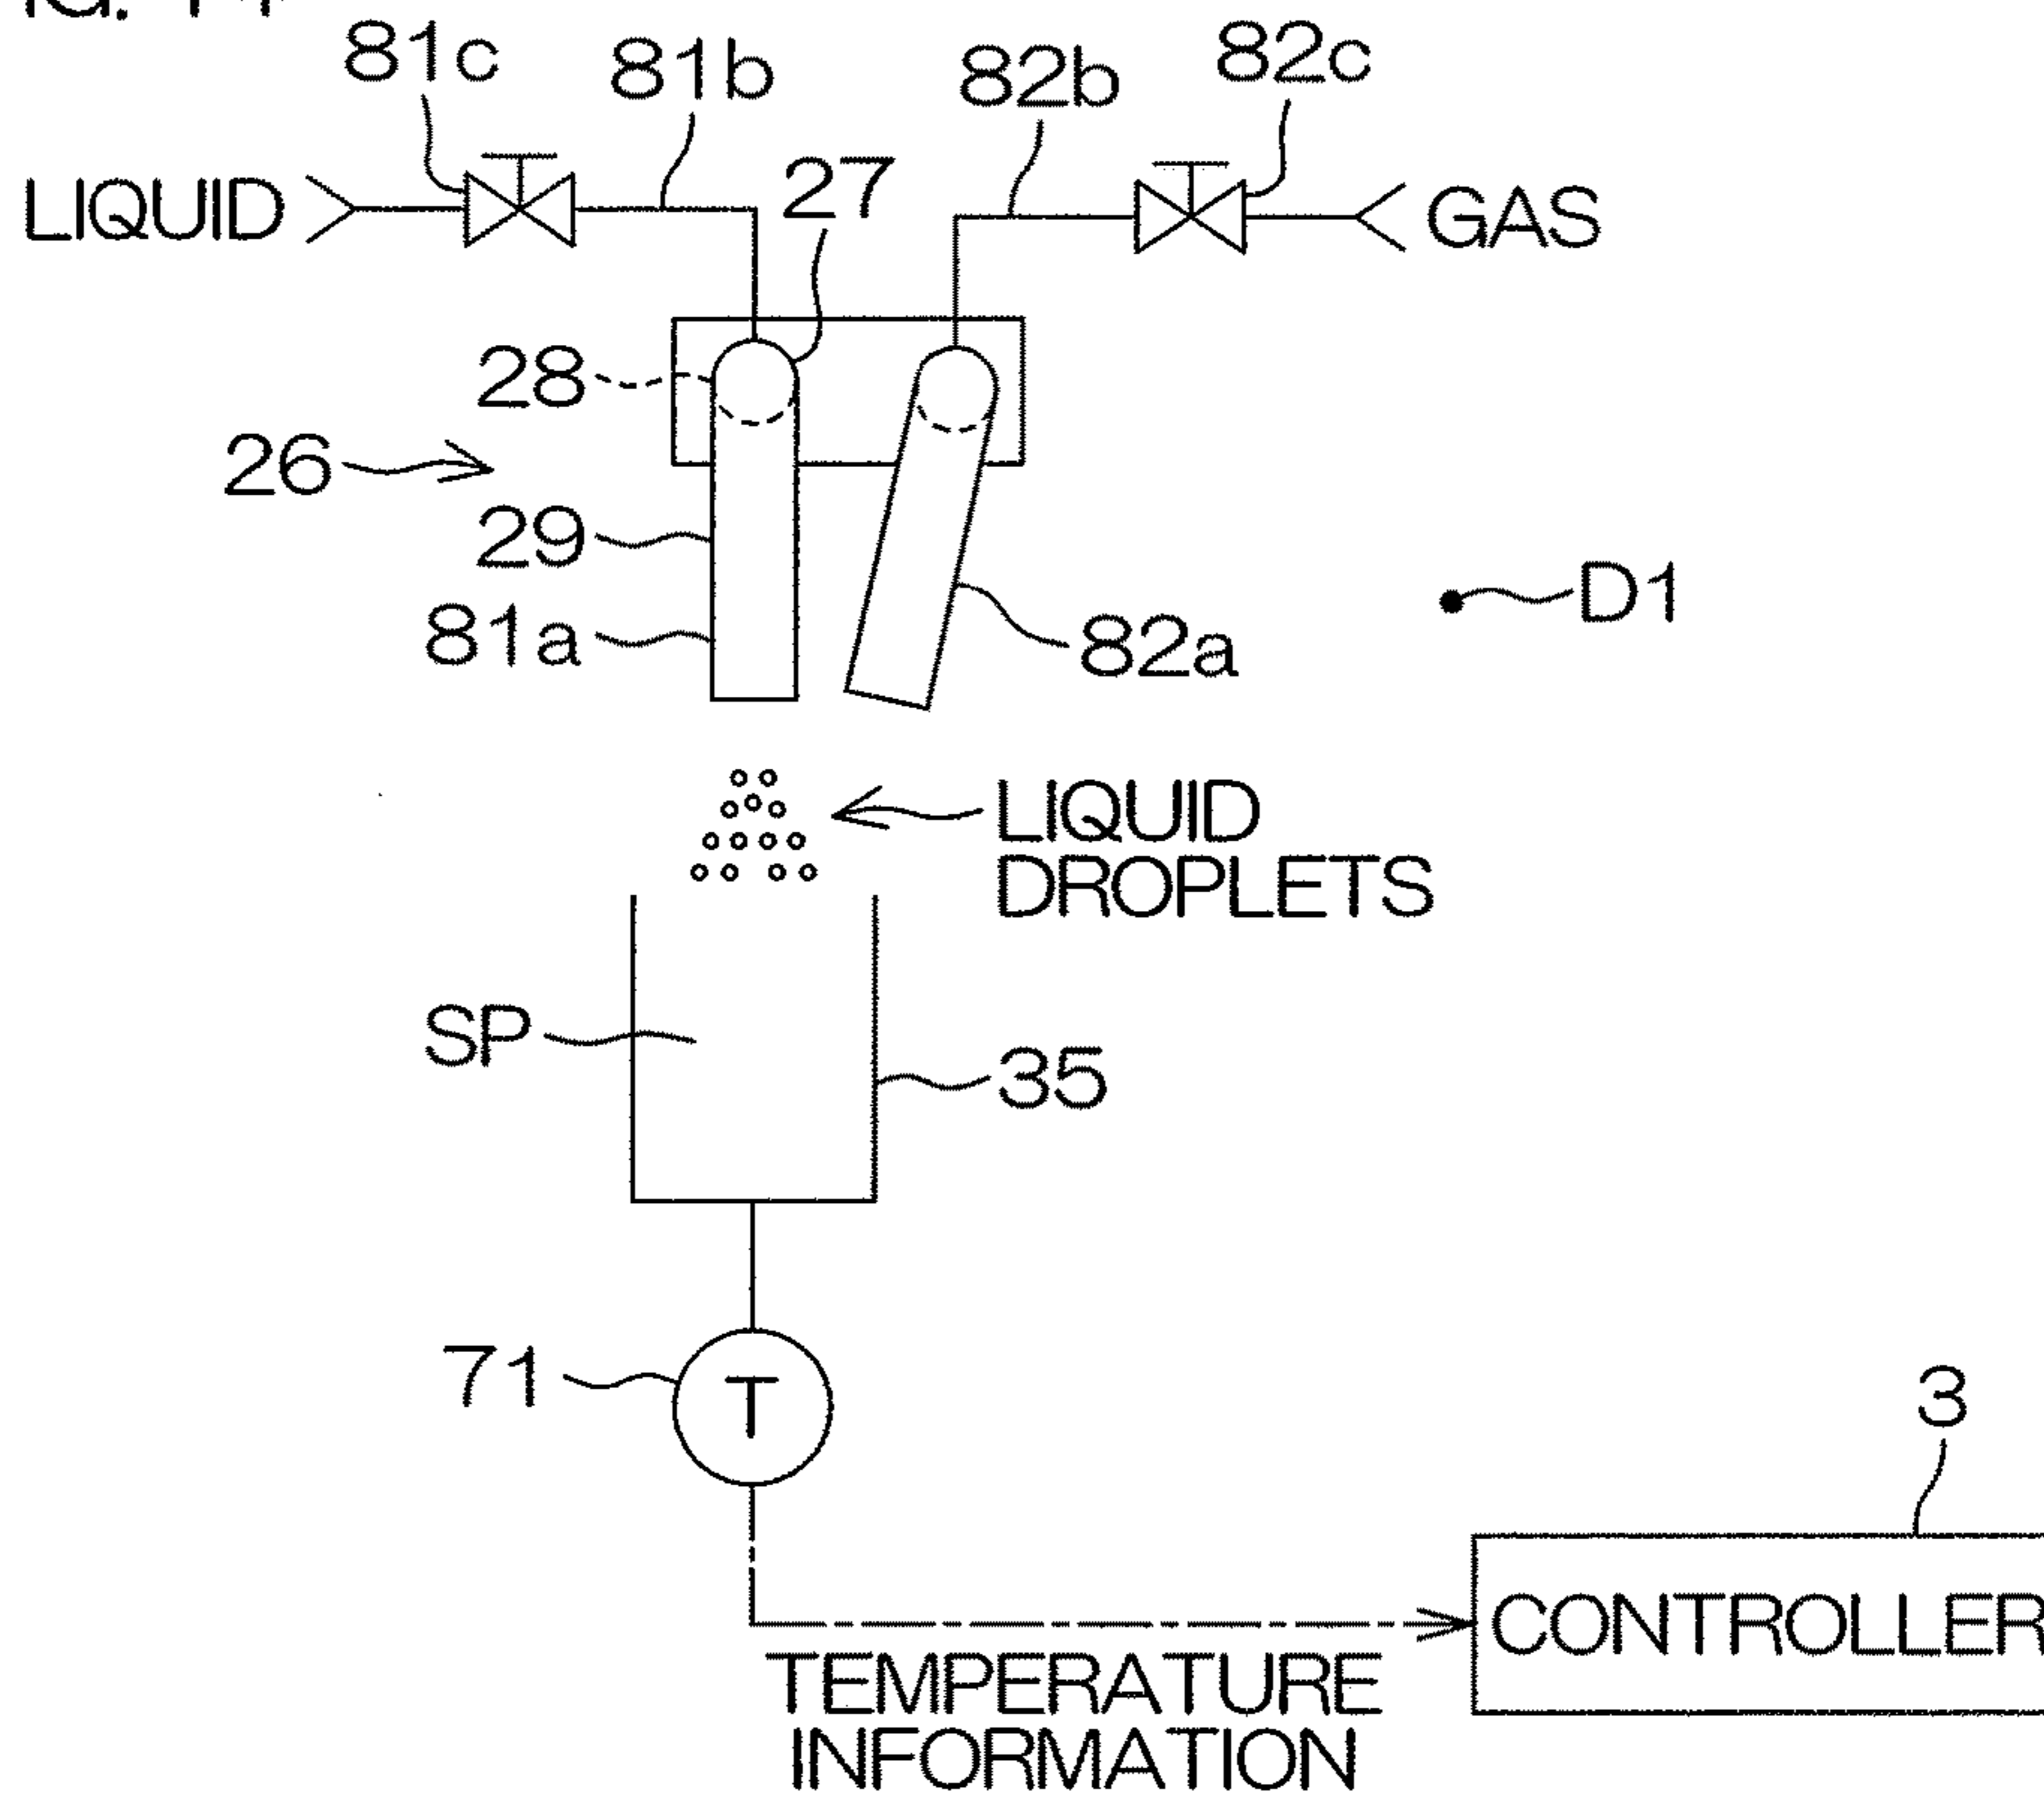 81c 81b 82b 82c
27
LIQUID GAS
28
26
29
D1
81a 82a
LIQUID
DROPLETS
SP
35
71 T
3
CONTROLLER
TEMPERATURE
INFORMATION